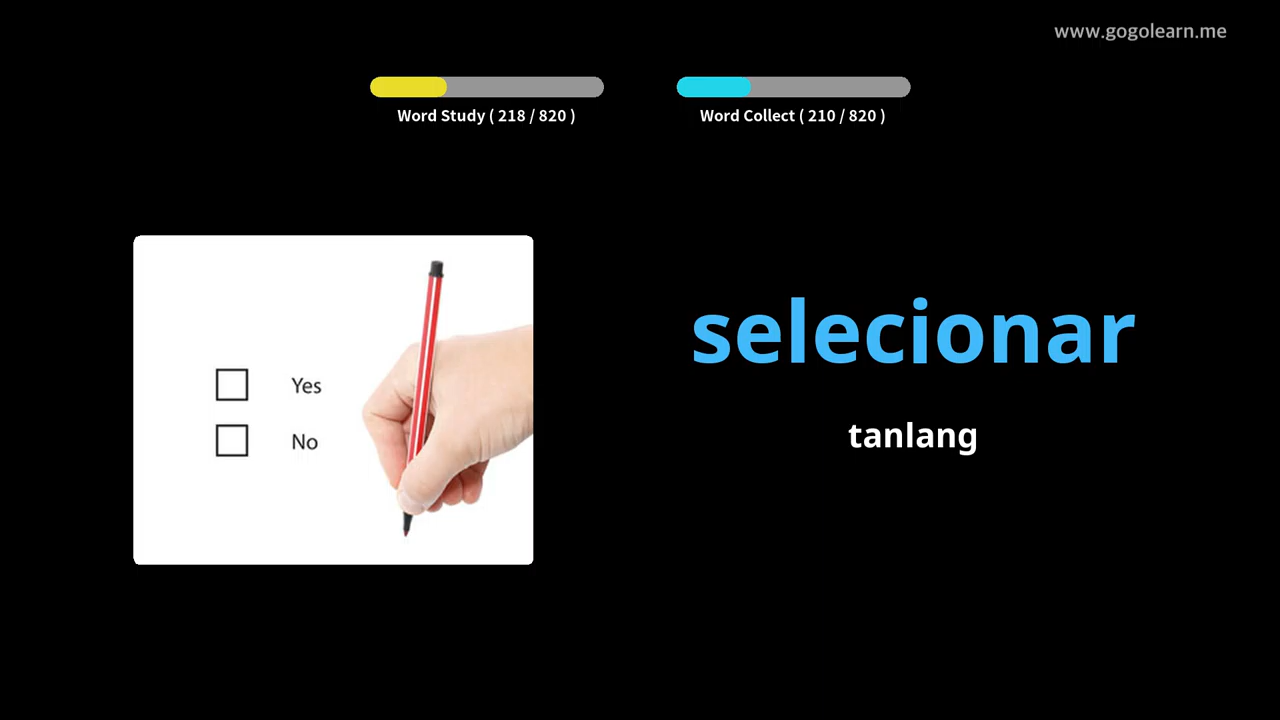 www.gogolearn.me
Word Study ( 218 / 820 )
Word Collect ( 210 / 820 )
Yes
No
selecionar
tanlang